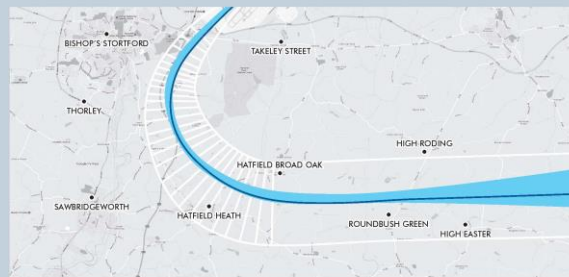 BISHOP'S STORTFORD
TAKELEY STREET
THORLEY
HIGH RODING
HATFIELD BROAD OAK
SAWBRIDGEWORTH
HATFIELD HEATH
ROUNDBUSH GREEN
HIGH EASTER